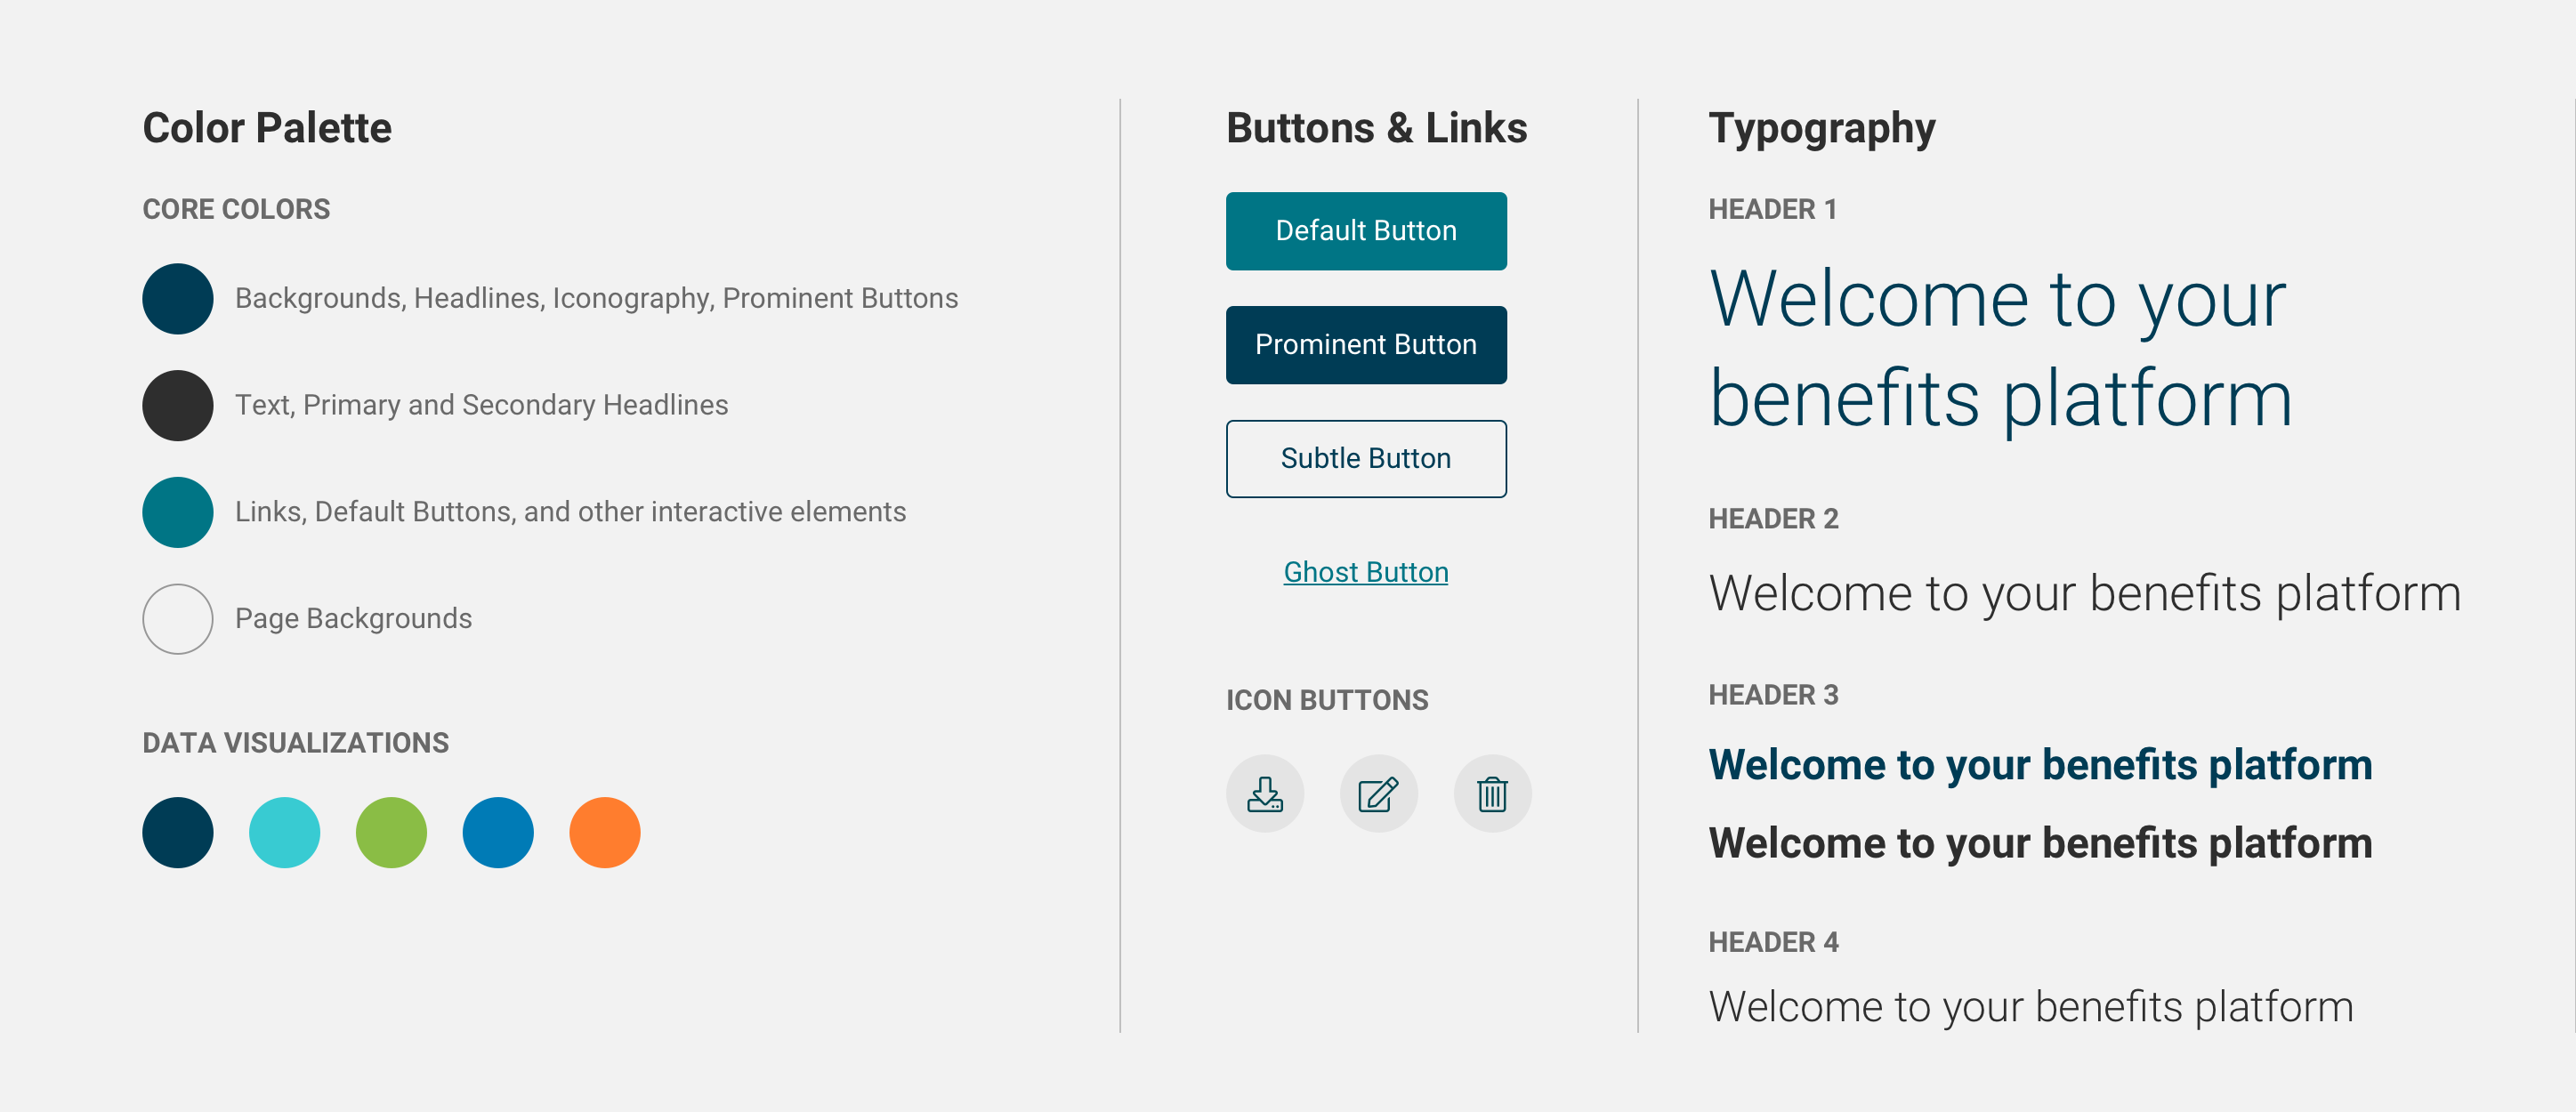 Color Palette
CORE COLORS
Backgrounds, Headlines, Iconography, Prominent Buttons
Text, Primary and Secondary Headlines
Links, Default Buttons, and other interactive elements
Page Backgrounds
DATA VISUALIZATIONS
Buttons & Links
Default Button
Prominent Button
Subtle Button
Ghost Button
ICON BUTTONS
Typography
HEADER 1
Welcome to your
benefits platform
HEADER 2
Welcome to your benefits platform
HEADER 3
Welcome to your benefits platform
Welcome to your benefits platform
HEADER 4
Welcome to your benefits platform